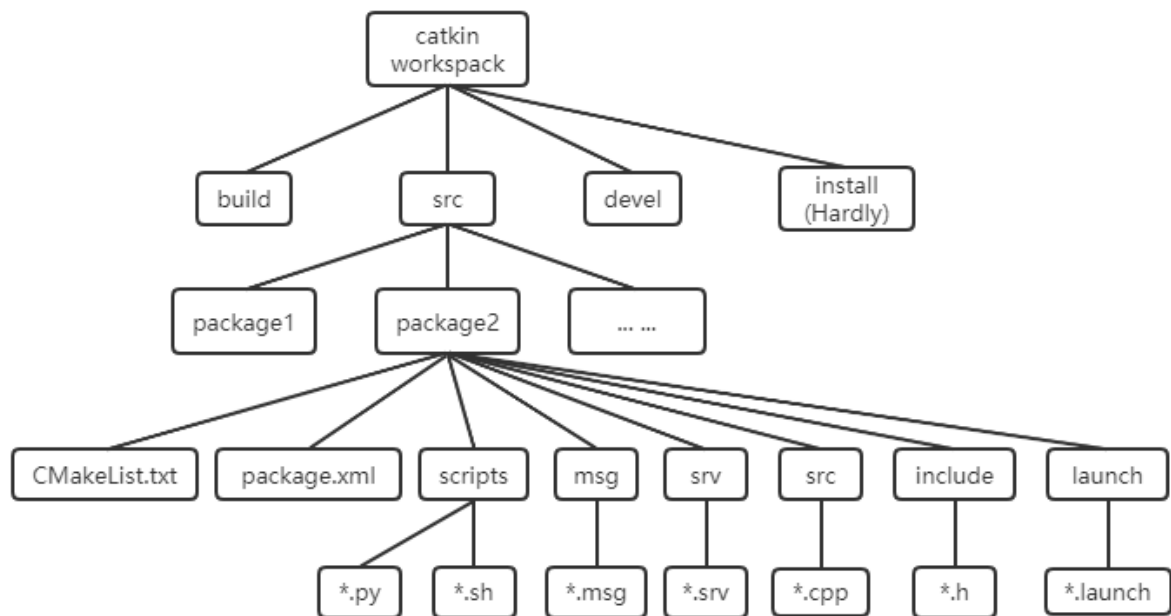 catkin
workspack
build
src
devel
install
(Hardly)
package1
package2
... ...
CMakeList.txt
package.xml
scripts
msg
srv
src
include
launch
*.py
*.sh
*.msg
*.srv
*.cpp
*.h
*.launch